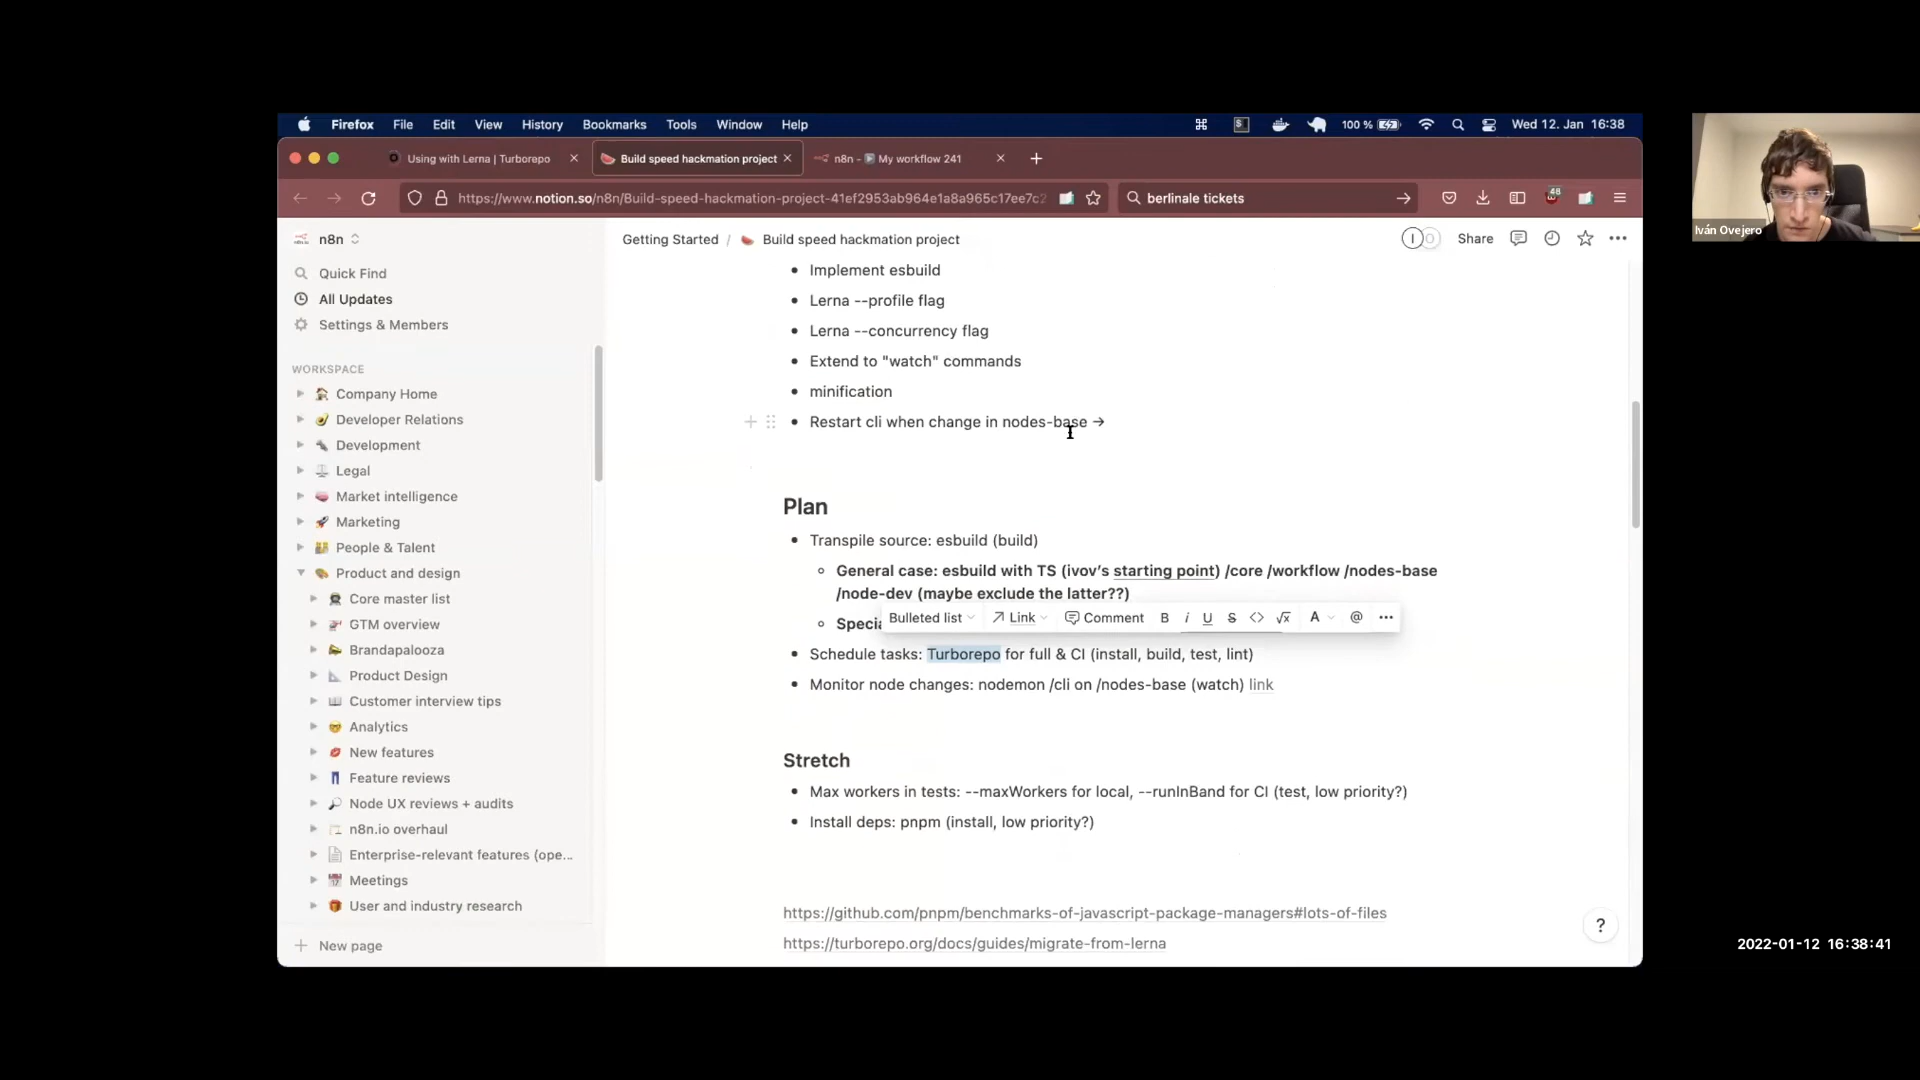 Firefox File Edit View History Bookmarks Tools Window Help 100 % Wed 12. Jan 16:38
Using with Lerna | Turborepo Build speed hackmation project n8n - My workflow 241
https://www.notion.so/n8n/Build-speed-hackmation-project-41ef2953ab964e1a8a965c17ee7c2 berlinale tickets 48
Iván Ovejero
n8n
Getting Started / Build speed hackmation project
I O Share
Quick Find
All Updates
Settings & Members
WORKSPACE
Company Home
Developer Relations
Development
Legal
Market intelligence
Marketing
People & Talent
Product and design
Core master list
GTM overview
Brandapalooza
Product Design
Customer interview tips
Analytics
New features
Feature reviews
Node UX reviews + audits
n8n.io overhaul
Enterprise-relevant features (ope...
Meetings
User and industry research
New page
• Implement esbuild
• Lerna --profile flag
• Lerna --concurrency flag
• Extend to "watch" commands
• minification
• Restart cli when change in nodes-base →
Plan
• Transpile source: esbuild (build)
◦ General case: esbuild with TS (ivov’s starting point) /core /workflow /nodes-base
/node-dev (maybe exclude the latter??)
Bulleted list Link Comment B i U S <> √x A @ •••
• Schedule tasks: Turborepo for full & CI (install, build, test, lint)
• Monitor node changes: nodemon /cli on /nodes-base (watch) link
Stretch
• Max workers in tests: --maxWorkers for local, --runInBand for CI (test, low priority?)
• Install deps: pnpm (install, low priority?)
https://github.com/pnpm/benchmarks-of-javascript-package-managers#lots-of-files
https://turborepo.org/docs/guides/migrate-from-lerna
?
2022-01-12 16:38:41